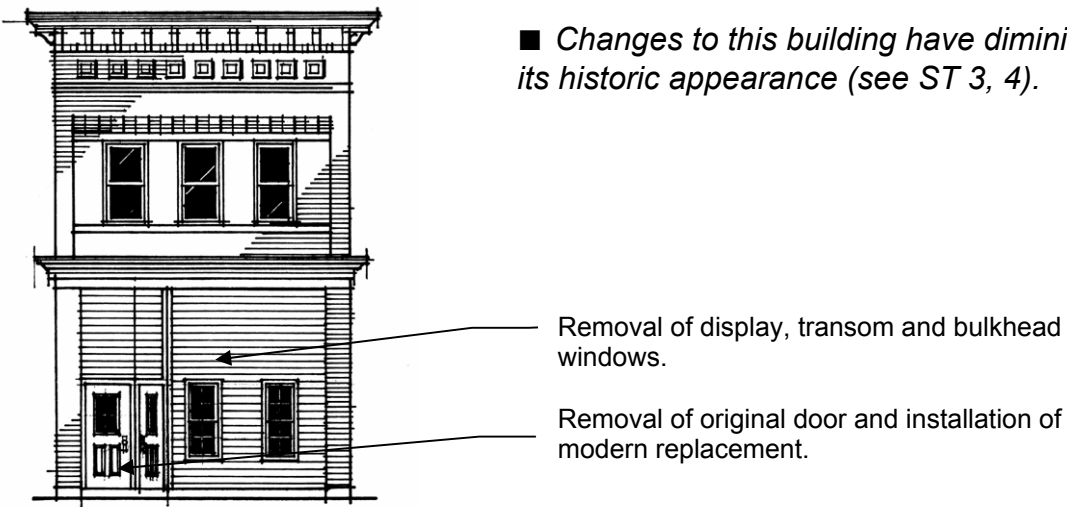 ■ Changes to this building have dimini
its historic appearance (see ST 3, 4).
Removal of display, transom and bulkhead
windows.
Removal of original door and installation of
modern replacement.